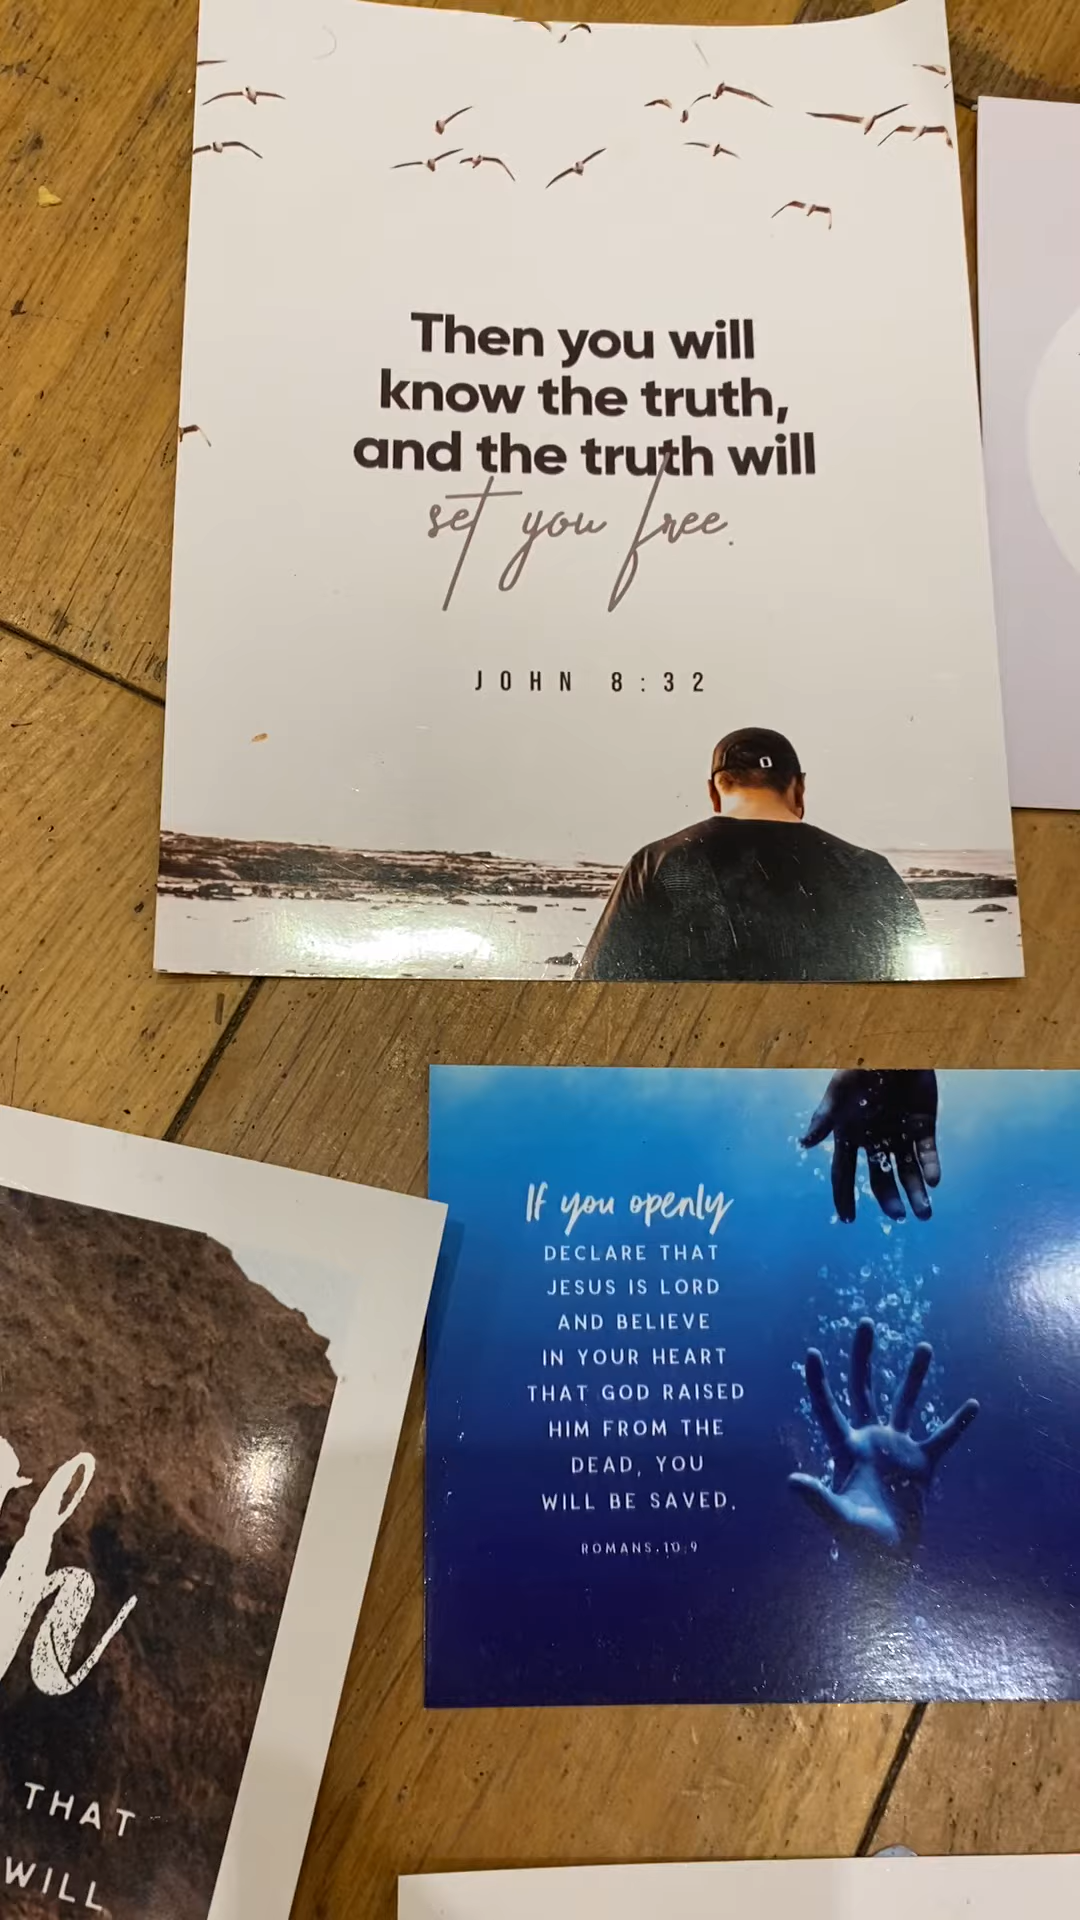 Then you will
know the truth,
and the truth will
set you free.
JOHN 8:32
If you openly
DECLARE THAT
JESUS IS LORD
AND BELIEVE
IN YOUR HEART
THAT GOD RAISED
HIM FROM THE
DEAD, YOU
WILL BE SAVED.
ROMANS.10:9
THAT
WILL